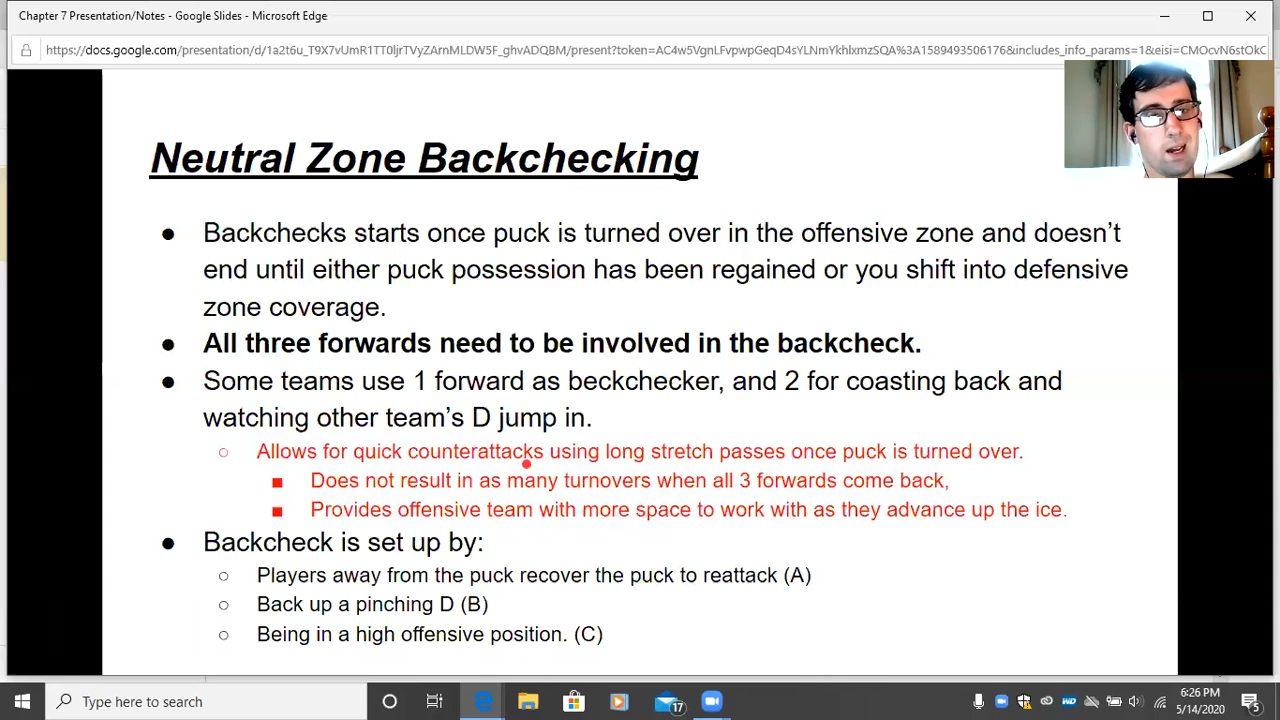 Chapter 7 Presentation/Notes - Google Slides - Microsoft Edge
Neutral Zone Backchecking
● Backchecks starts once puck is turned over in the offensive zone and doesn't
end until either puck possession has been regained or you shift into defensive
zone coverage.
● All three forwards need to be involved in the backcheck.
● Some teams use 1 forward as beckchecker, and 2 for coasting back and
watching other team's D jump in.
○ Allows for quick counterattacks using long stretch passes once puck is turned over.
■ Does not result in as many turnovers when all 3 forwards come back,
■ Provides offensive team with more space to work with as they advance up the ice.
● Backcheck is set up by:
○ Players away from the puck recover the puck to reattack (A)
○ Back up a pinching D (B)
○ Being in a high offensive position. (C)
Type here to search
17
6:26 PM
5/14/2020
5